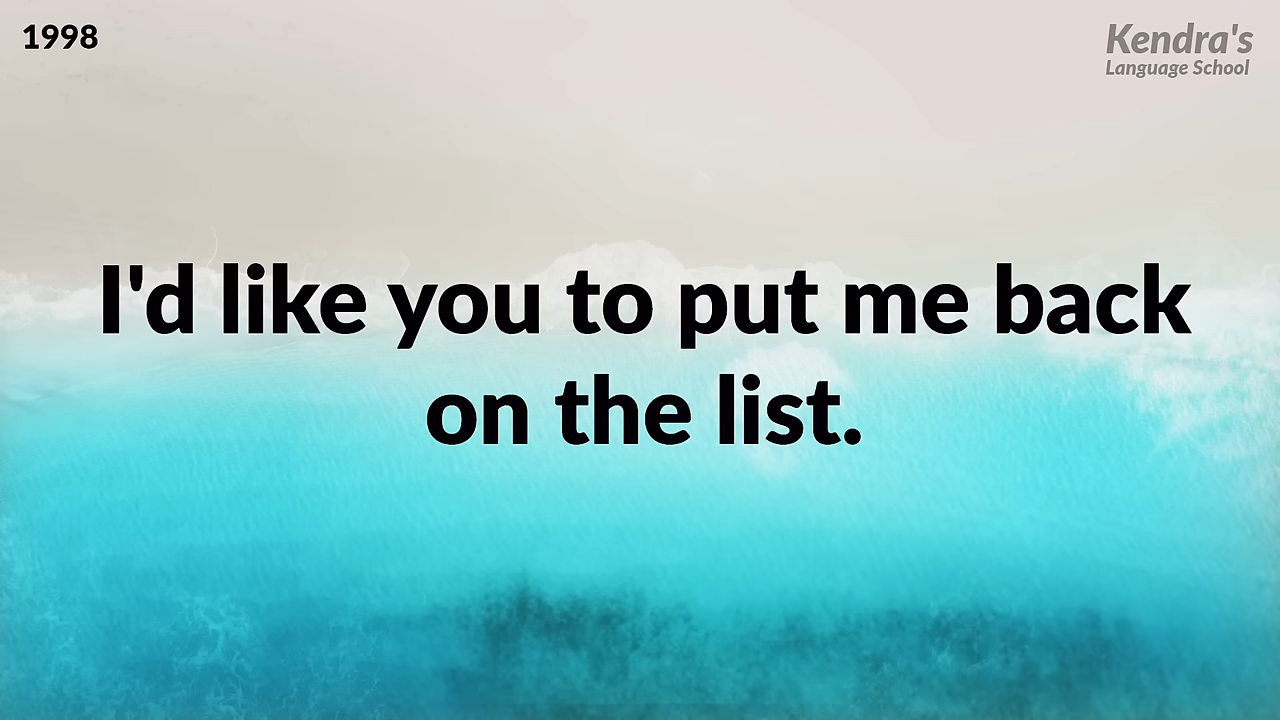 1998
Kendra's
Language School
I'd like you to put me back
on the list.